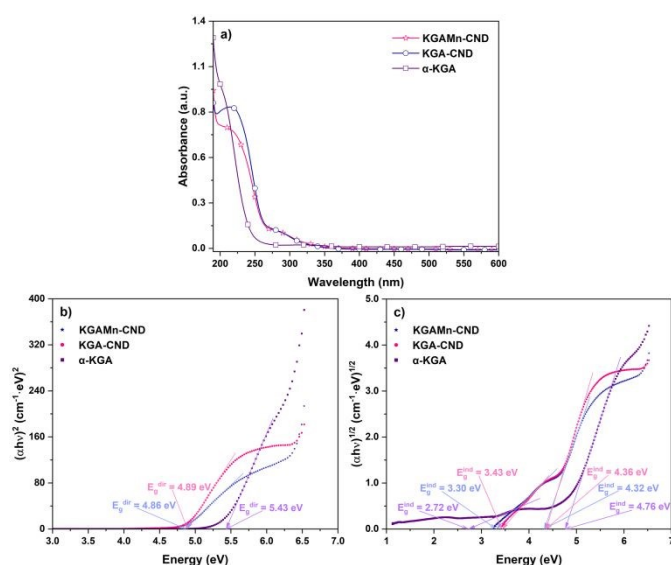 a)
KGAMn-CND
KGA-CND
α-KGA
Absorbance (a.u.)
1.4
1.1
0.8
0.6
0.3
0.0
200 250 300 350 400 450 500 550 600
Wavelength (nm)
b)
KGAMn-CND
KGA-CND
α-KGA
(αhν)² (cm⁻¹·eV)²
400
320
240
160
80
0
E_g^dir = 4.89 eV
E_g^dir = 4.86 eV
E_g^dir = 5.43 eV
3.0 3.5 4.0 4.5 5.0 5.5 6.0 6.5 7.0
Energy (eV)
c)
KGAMn-CND
KGA-CND
α-KGA
(αhν)^1/2 (cm⁻¹·eV)^1/2
5.0
4.0
3.0
2.0
1.0
0.0
E_g^ind = 3.43 eV
E_g^ind = 4.36 eV
E_g^ind = 3.30 eV
E_g^ind = 4.32 eV
E_g^ind = 2.72 eV
E_g^ind = 4.76 eV
1 2 3 4 5 6 7
Energy (eV)